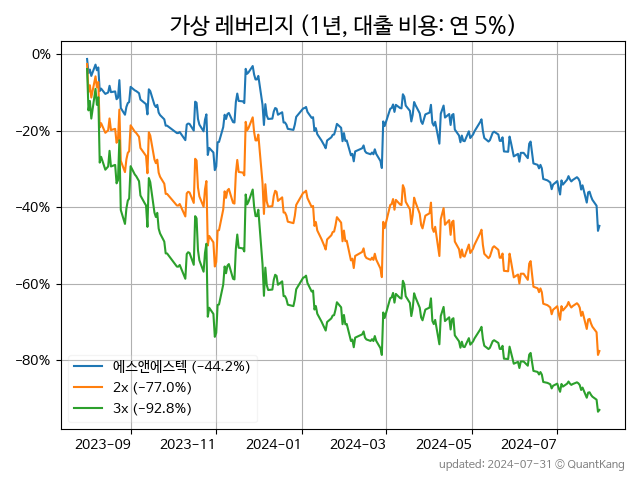 가상 레버리지 (1년, 대출 비용: 연 5%)
0%
−20%
−40%
−60%
−80%
에스앤에스텍 (−44.2%)
2x (−77.0%)
3x (−92.8%)
2023-09 2023-11 2024-01 2024-03 2024-05 2024-07
updated: 2024-07-31 © QuantKang